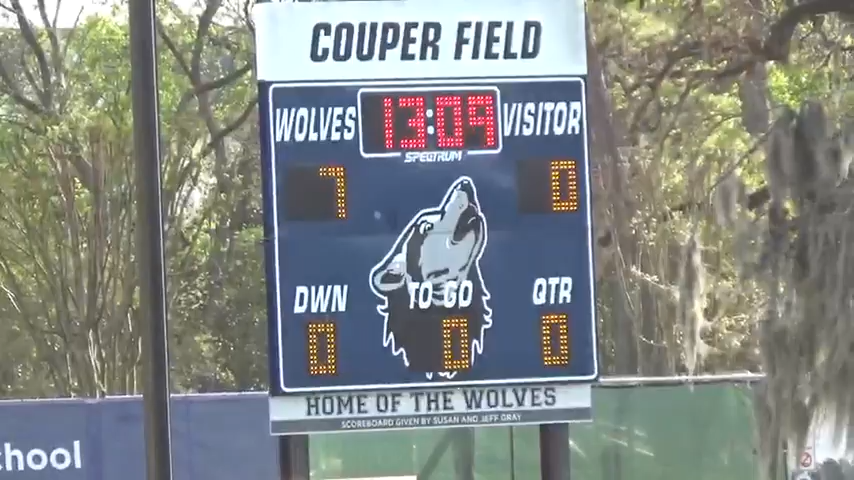 COUPER FIELD
WOLVES 13:09 VISITOR
SPECTRUM
7 0
DWN TO GO QTR
0 0 0
HOME OF THE WOLVES
SCOREBOARD GIVEN BY SUSAN AND JEFF GRAY
chool